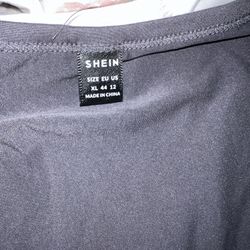 SHEIN
SIZE EU US
XL 44 12
MADE IN CHINA